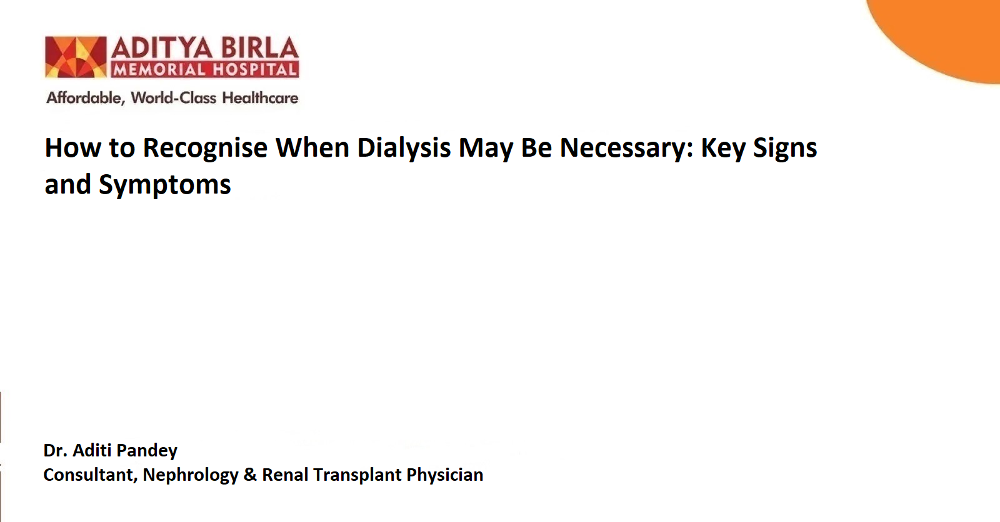 ADITYA BIRLA
MEMORIAL HOSPITAL
Affordable, World-Class Healthcare
How to Recognise When Dialysis May Be Necessary: Key Signs
and Symptoms
Dr. Aditi Pandey
Consultant, Nephrology & Renal Transplant Physician